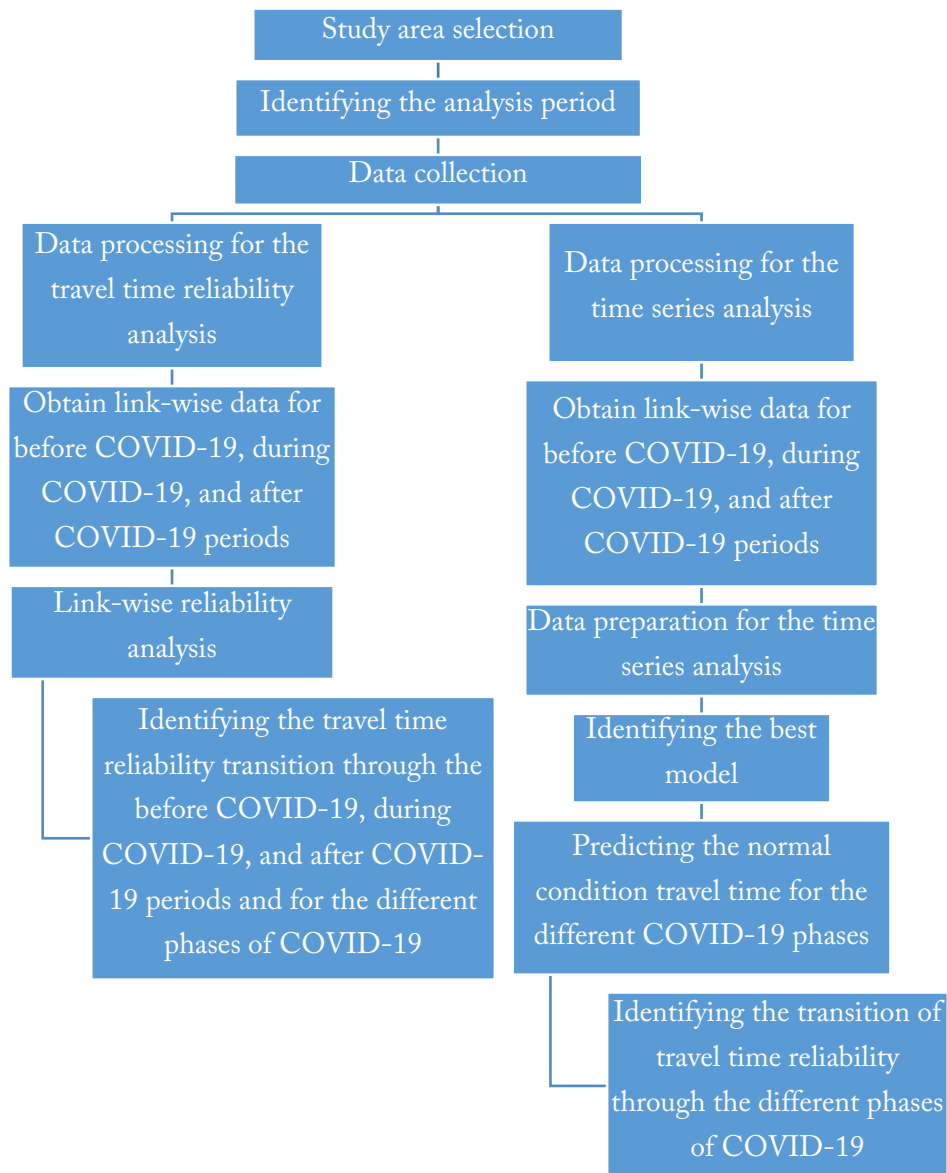 Study area selection
Identifying the analysis period
Data collection
Data processing for the
travel time reliability
analysis
Obtain link-wise data for
before COVID-19, during
COVID-19, and after
COVID-19 periods
Link-wise reliability
analysis
Identifying the travel time
reliability transition through the
before COVID-19, during
COVID-19, and after COVID-
19 periods and for the different
phases of COVID-19
Data processing for the
time series analysis
Obtain link-wise data for
before COVID-19, during
COVID-19, and after
COVID-19 periods
Data preparation for the time
series analysis
Identifying the best
model
Predicting the normal
condition travel time for the
different COVID-19 phases
Identifying the transition of
travel time reliability
through the different phases
of COVID-19